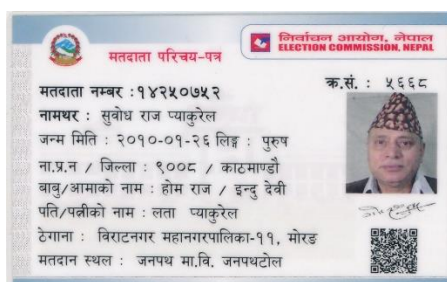 निर्वाचन आयोग, नेपाल
ELECTION COMMISSION, NEPAL
मतदाता परिचय-पत्र
क्र.सं. : ५६६८
मतदाता नम्बर : १४२५०७५२
नामथर : सुवोध राज प्याकुरेल
जन्म मिति : २०१०-०१-२६ लिङ्ग : पुरुष
ना.प्र.न / जिल्ला : ९००८ / काठमाण्डौ
बाबु/आमाको नाम : होम राज / इन्दु देवी
पति/पत्नीको नाम : लता प्याकुरेल
ठेगाना : विराटनगर महानगरपालिका-११, मोरङ
मतदान स्थल : जनपथ मा.वि. जनपथटोल